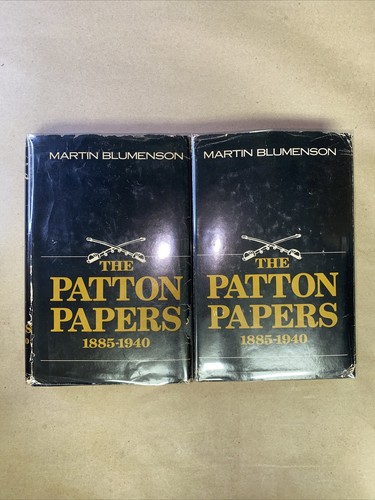 MARTIN BLUMENSON
THE
PATTON
PAPERS
1885-1940
MARTIN BLUMENSON
THE
PATTON
PAPERS
1885-1940